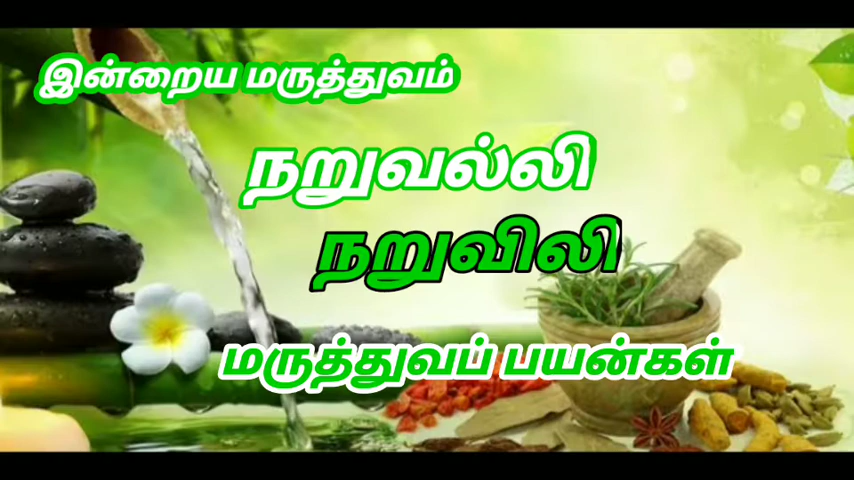 இன்றைய மருத்துவம்
நறுவல்லி
நறுவிலி
மருத்துவப் பயன்கள்